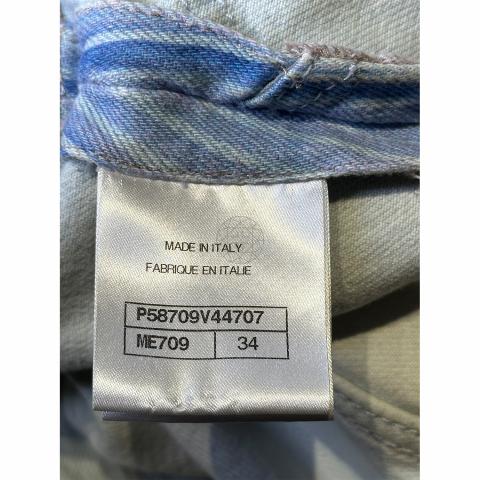 MADE IN ITALY
FABRIQUE EN ITALIE
P58709V44707
ME709 34